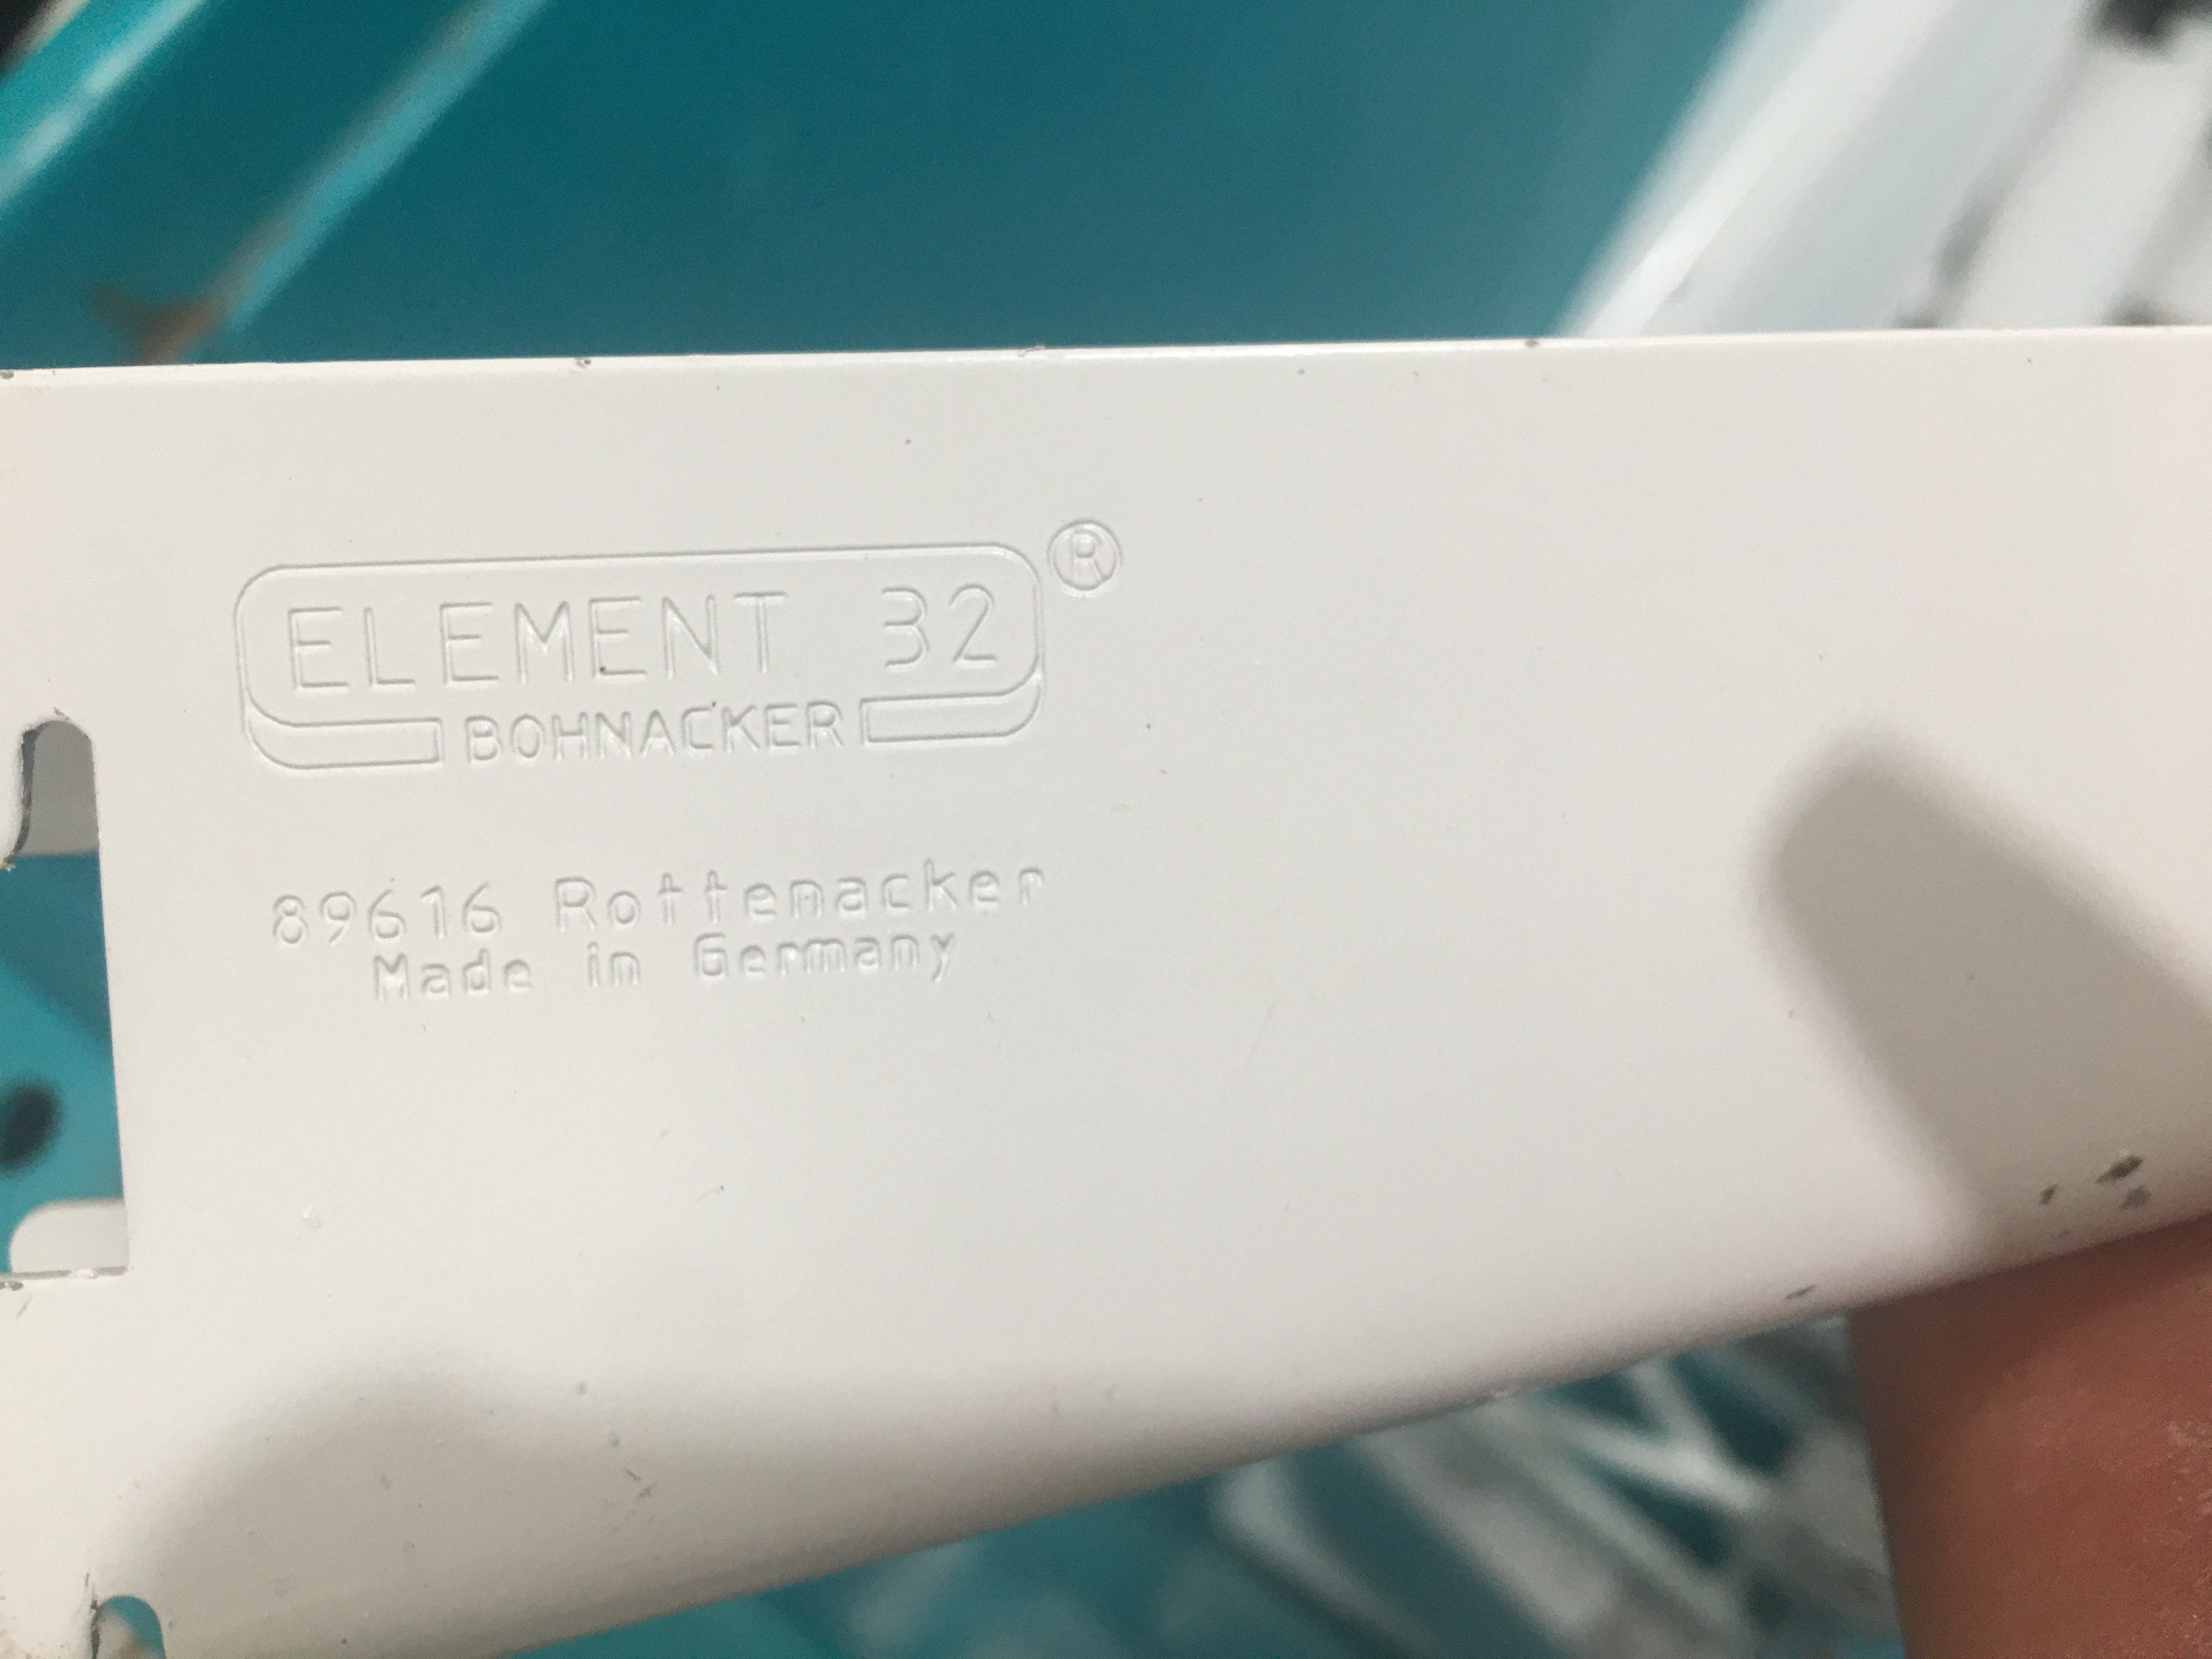 ELEMENT 32 ®
BOHNACKER
89616 Rottenacker
Made in Germany